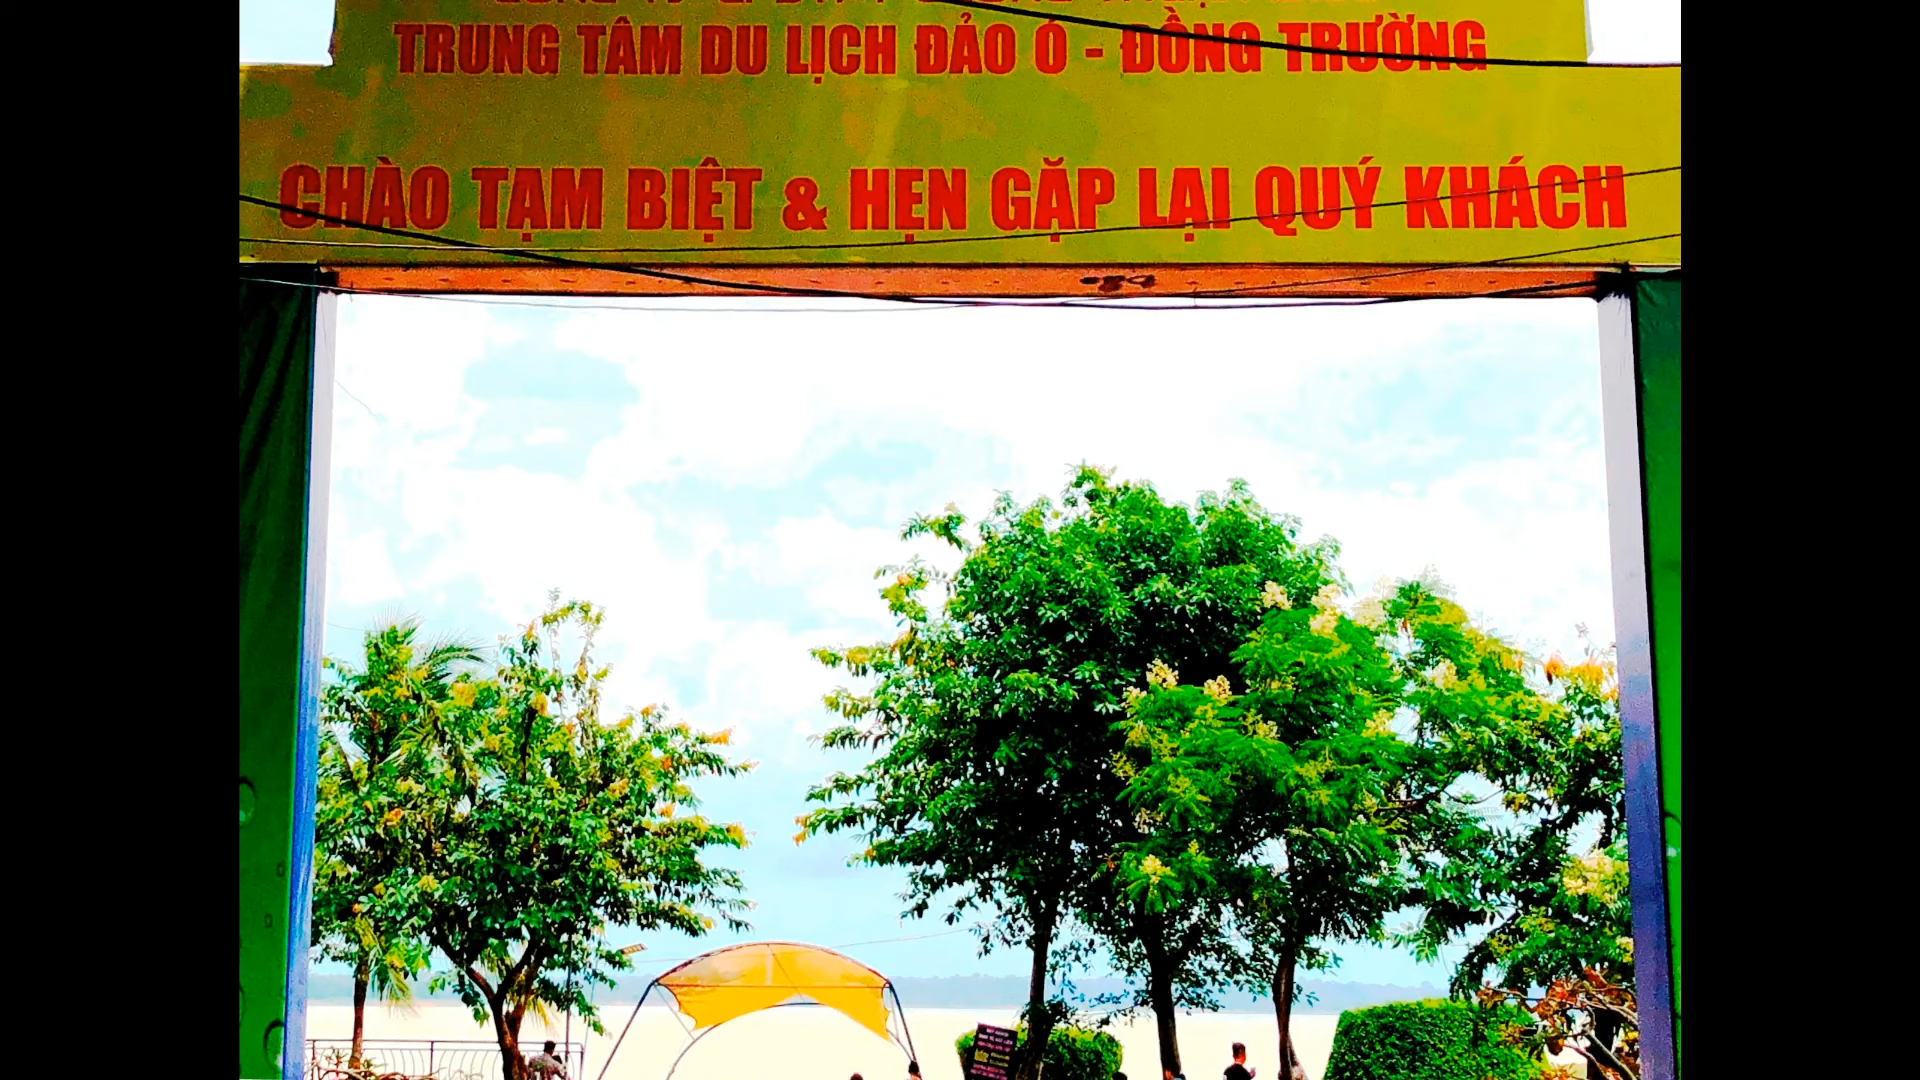 TRUNG TÂM DU LỊCH ĐẢO Ó - ĐỒNG TRƯỜNG
CHÀO TẠM BIỆT & HẸN GẶP LẠI QUÝ KHÁCH